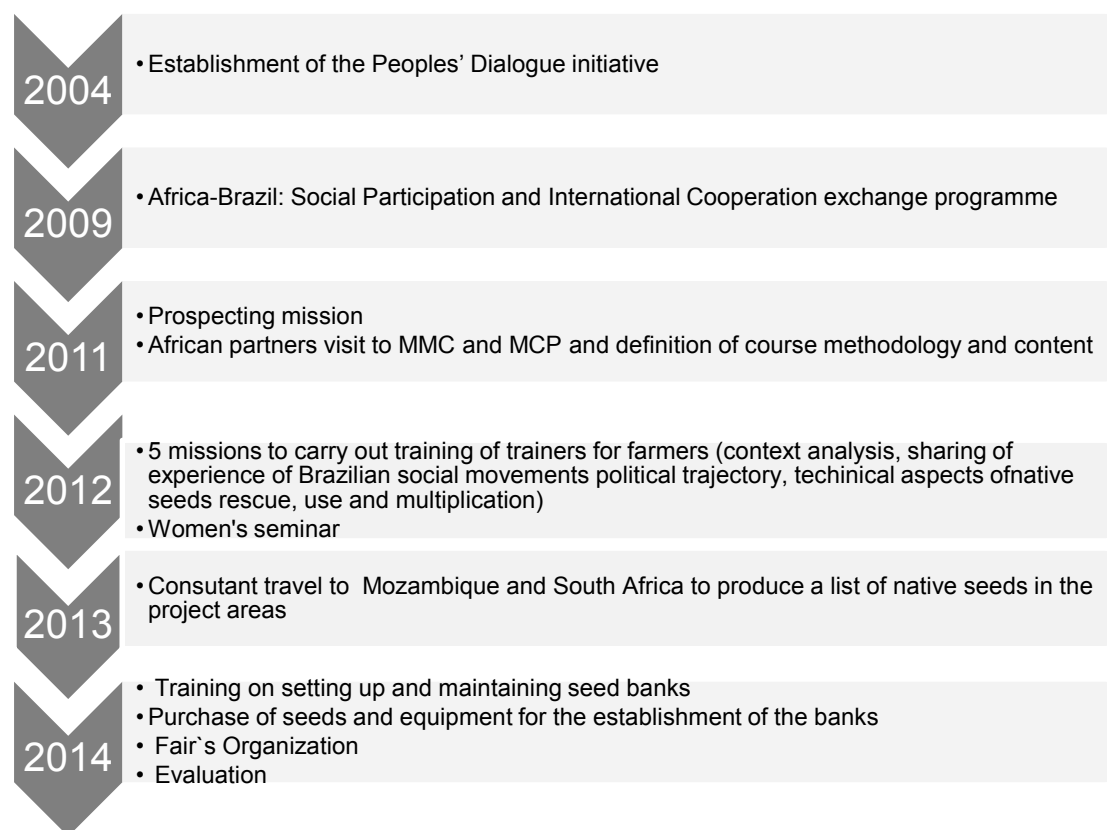 2004
• Establishment of the Peoples’ Dialogue initiative
2009
• Africa-Brazil: Social Participation and International Cooperation exchange programme
2011
• Prospecting mission
• African partners visit to MMC and MCP and definition of course methodology and content
2012
• 5 missions to carry out training of trainers for farmers (context analysis, sharing of
experience of Brazilian social movements political trajectory, techinical aspects ofnative
seeds rescue, use and multiplication)
• Women's seminar
2013
• Consutant travel to  Mozambique and South Africa to produce a list of native seeds in the
project areas
2014
• Training on setting up and maintaining seed banks
• Purchase of seeds and equipment for the establishment of the banks
• Fair`s Organization
• Evaluation